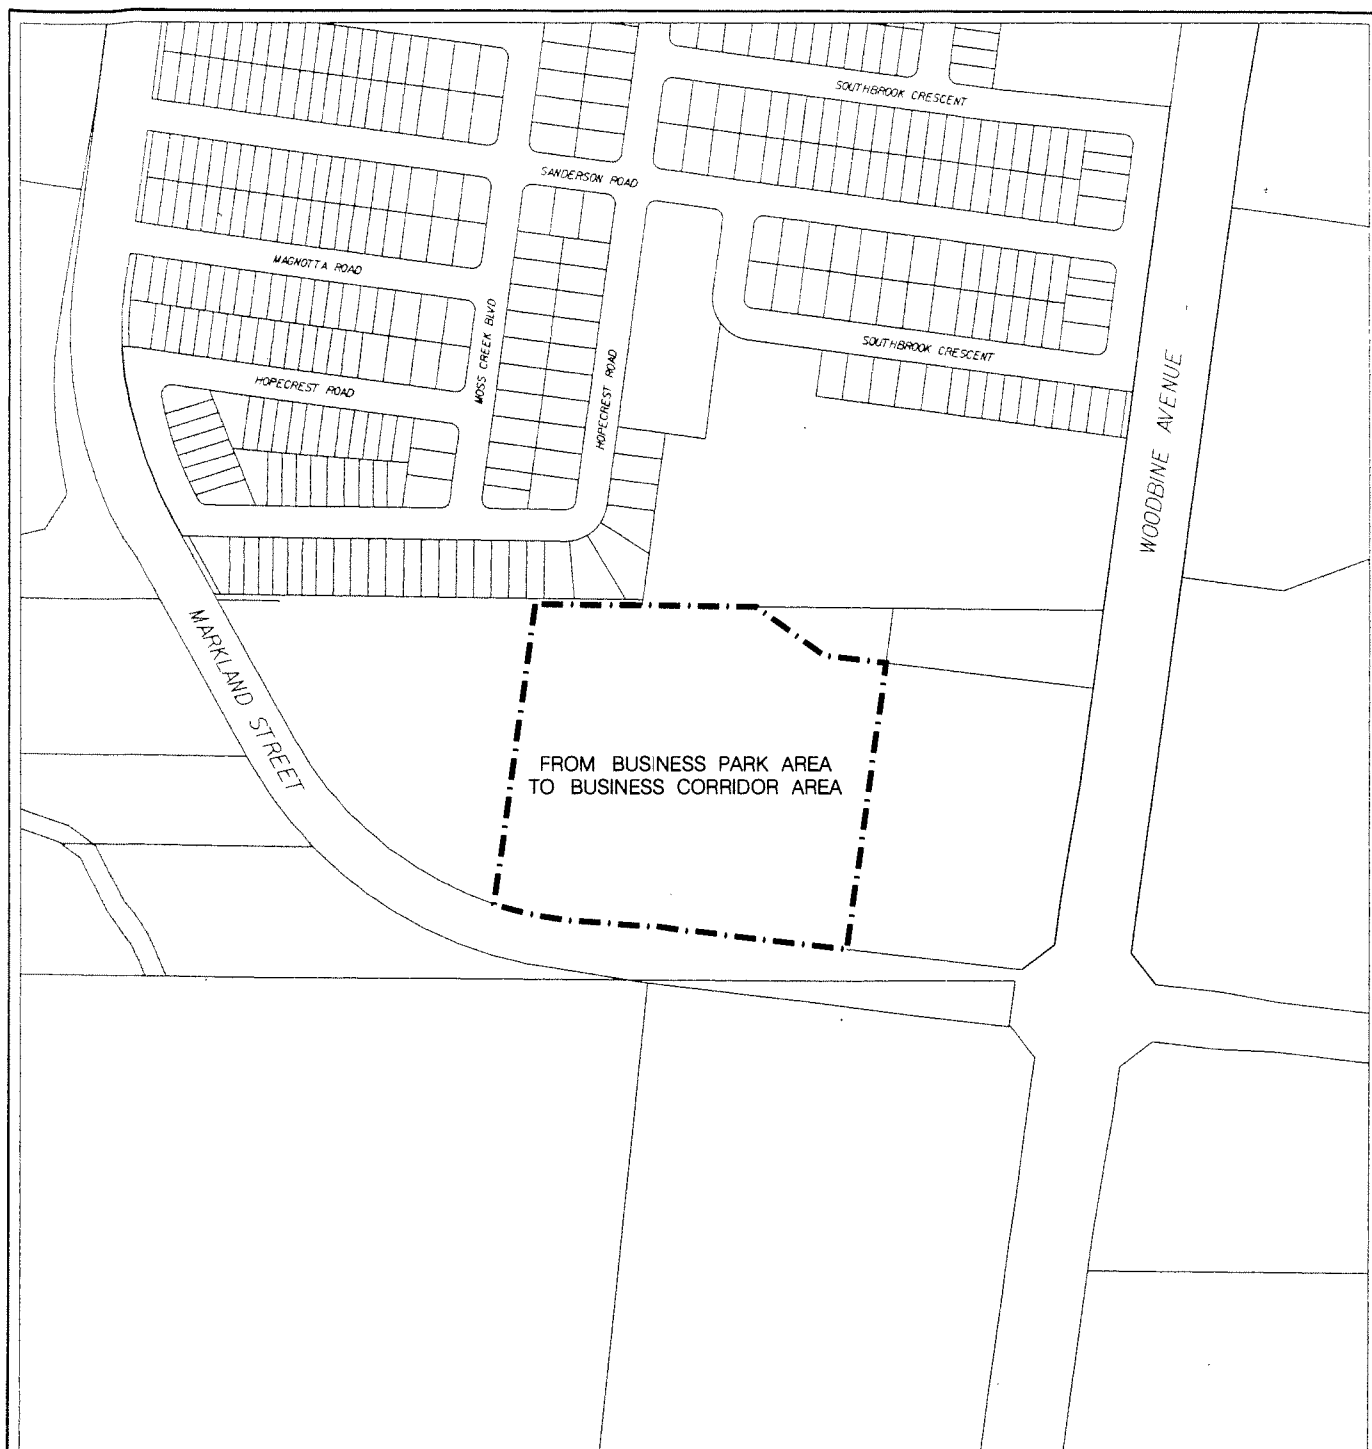 SOUTHBROOK CRESCENT
SANDERSON ROAD
MAGNOTTA ROAD
MOSS CREEK BLVD
HOPECREST ROAD
SOUTHBROOK CRESCENT
HOPECREST ROAD
WOODBINE AVENUE
MARKLAND STREET
FROM BUSINESS PARK AREA
TO BUSINESS CORRIDOR AREA